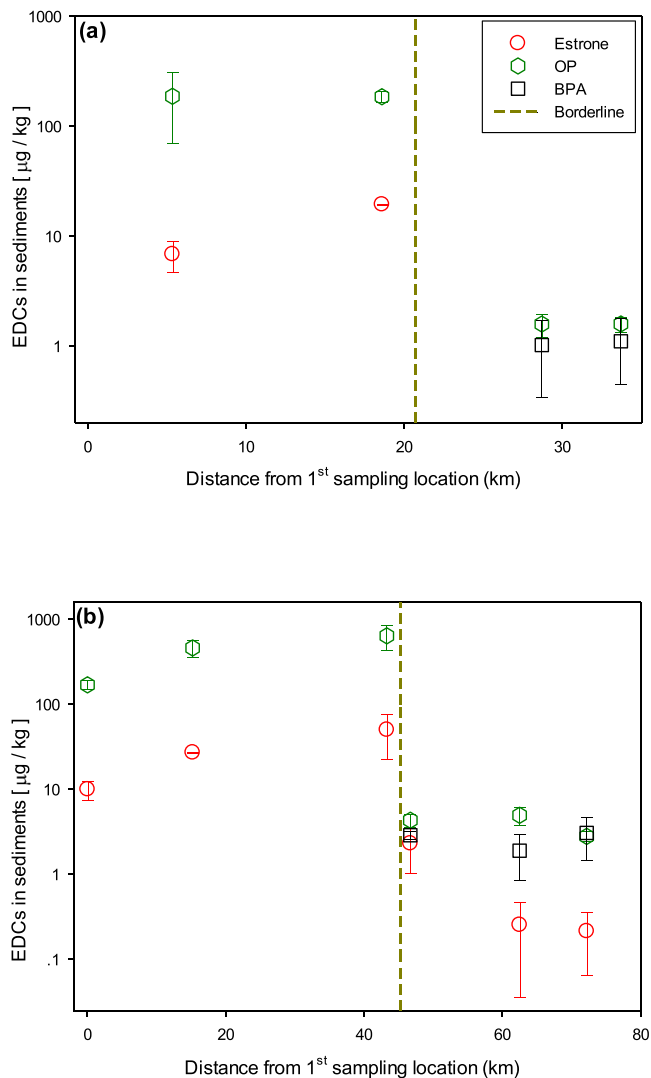 (a)
1000
100
10
1
EDCs in sediments [ μg / kg ]
Estrone
OP
BPA
Borderline
0 10 20 30
Distance from 1st sampling location (km)
(b)
1000
100
10
1
.1
EDCs in sediments [ μg / kg ]
0 20 40 60 80
Distance from 1st sampling location (km)